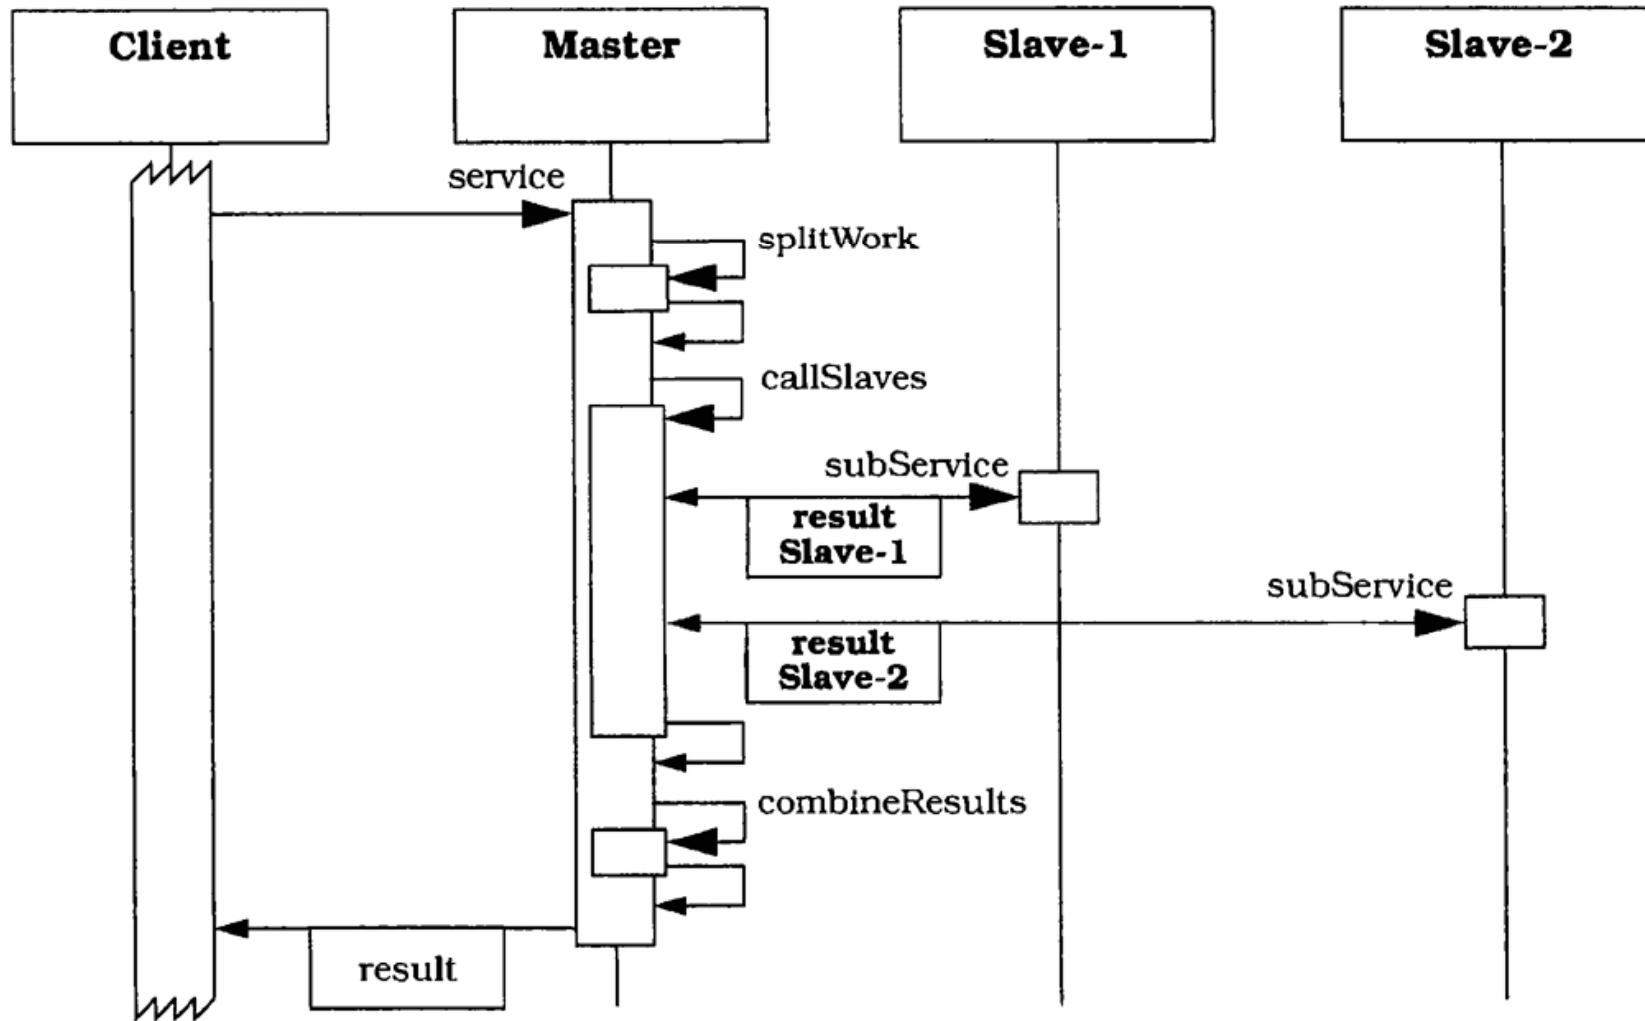 Client
Master
Slave-1
Slave-2
service
splitWork
callSlaves
subService
result
Slave-1
subService
result
Slave-2
combineResults
result